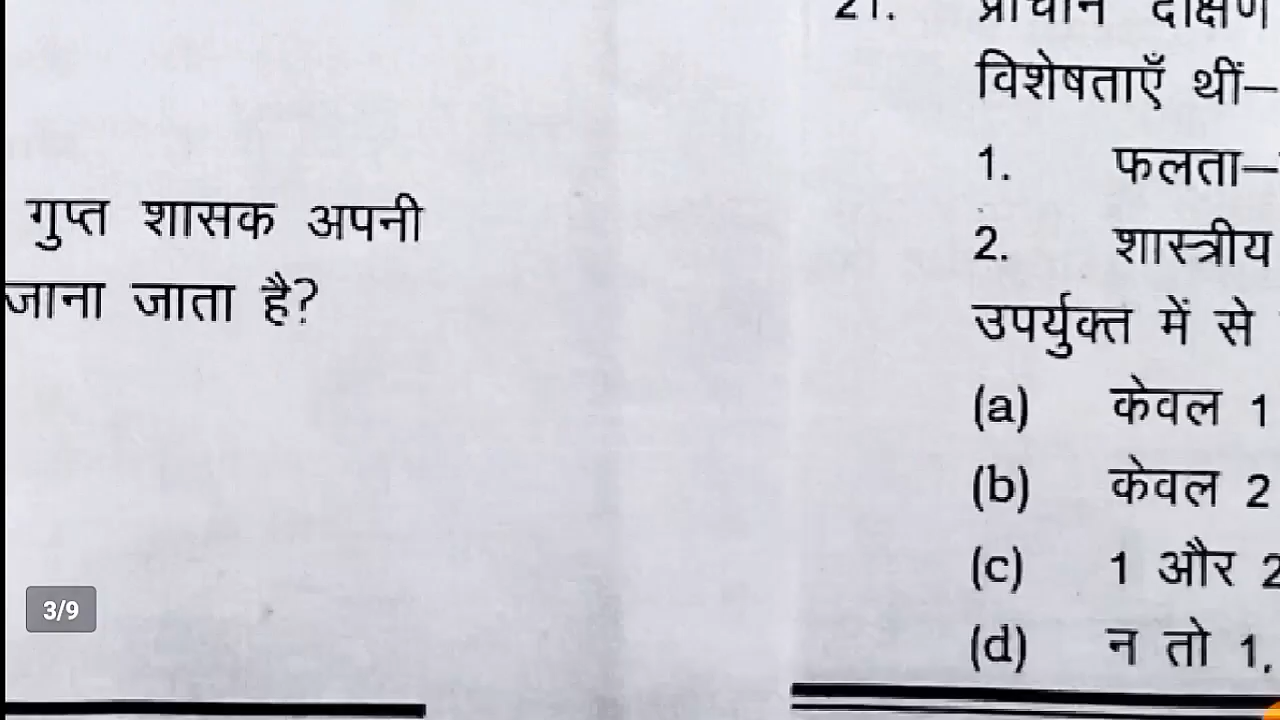 गुप्त शासक अपनी
जाना जाता है?
21. प्राचीन दक्षिण
विशेषताएँ थीं–
1. फलता–
2. शास्त्रीय
उपर्युक्त में से
(a) केवल 1
(b) केवल 2
(c) 1 और 2
(d) न तो 1,
3/9